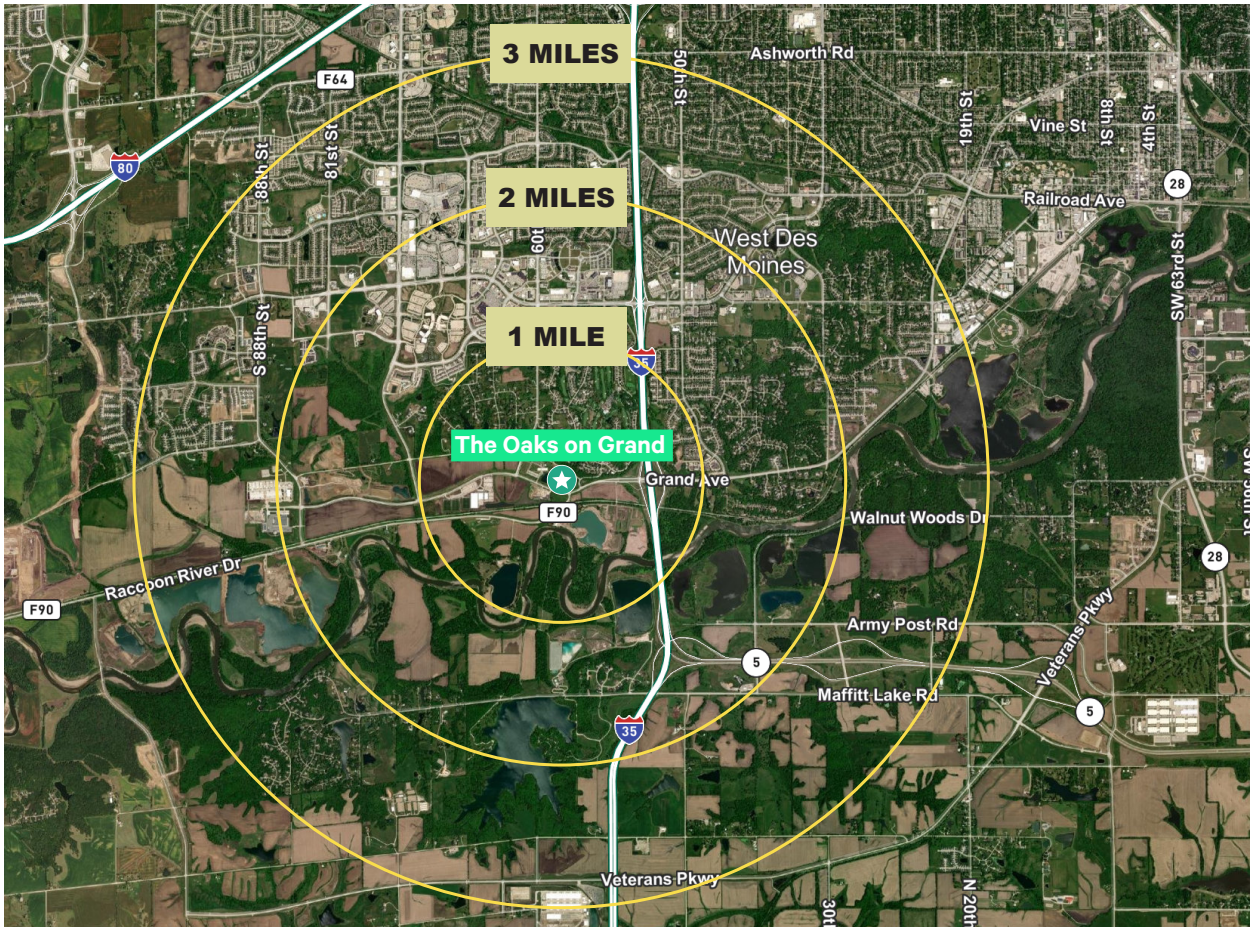 3 MILES
50th St
Ashworth Rd
F64
19th St
8th St
4th St
Vine St
88th St
81st St
80
28
2 MILES
Railroad Ave
60t
West Des
Moines
SW 63rd St
S 88th St
1 MILE
35
The Oaks on Grand
Grand Ave
F90
Walnut Woods Dr
28
Raccoon River Dr
F90
Army Post Rd
Veterans Pkwy
5
Maffitt Lake Rd
5
35
Veterans Pkwy
30t
N 20th